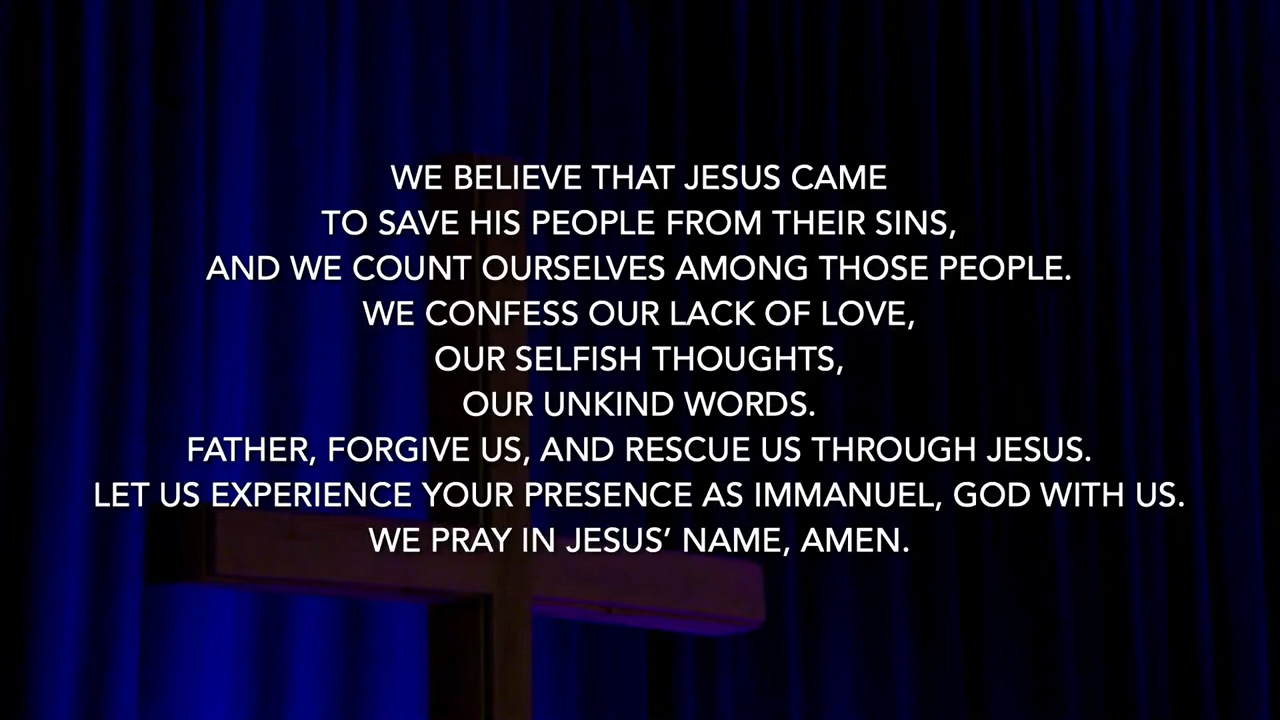 WE BELIEVE THAT JESUS CAME
TO SAVE HIS PEOPLE FROM THEIR SINS,
AND WE COUNT OURSELVES AMONG THOSE PEOPLE.
WE CONFESS OUR LACK OF LOVE,
OUR SELFISH THOUGHTS,
OUR UNKIND WORDS.
FATHER, FORGIVE US, AND RESCUE US THROUGH JESUS.
LET US EXPERIENCE YOUR PRESENCE AS IMMANUEL, GOD WITH US.
WE PRAY IN JESUS’ NAME, AMEN.